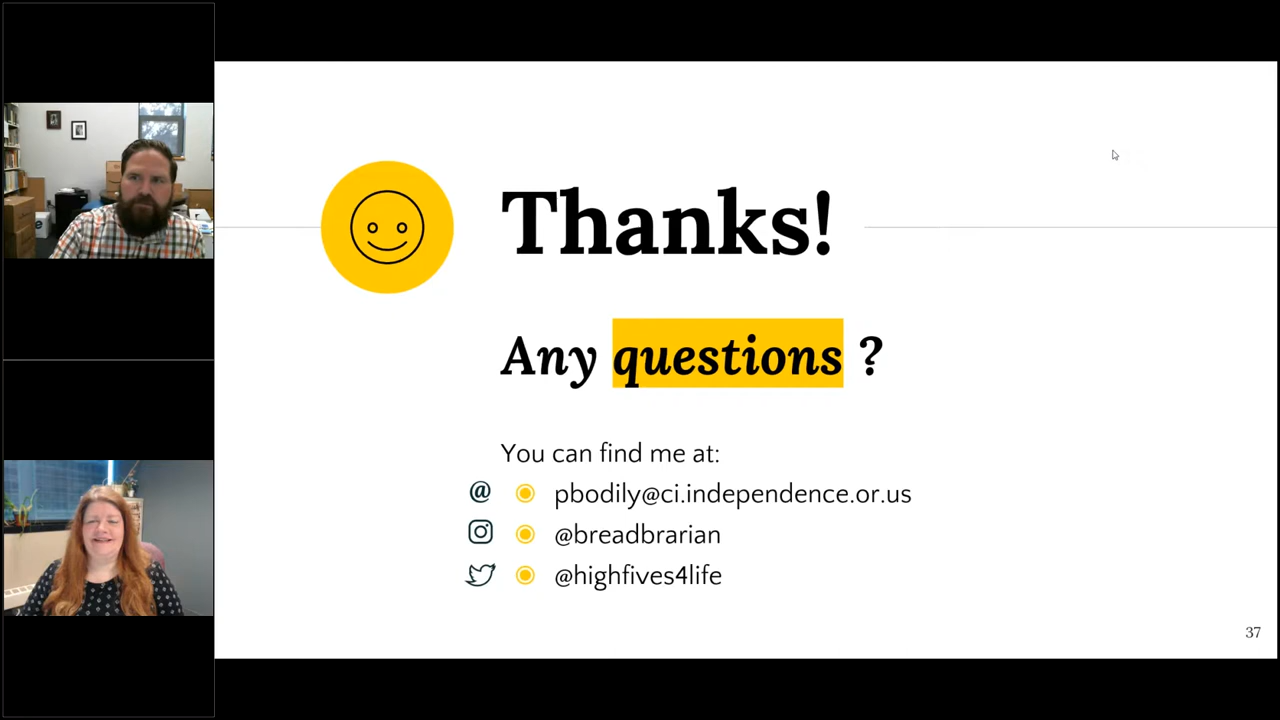 Thanks!
Any questions ?
You can find me at:
@ pbodily@ci.independence.or.us
@breadbrarian
@highfives4life
37